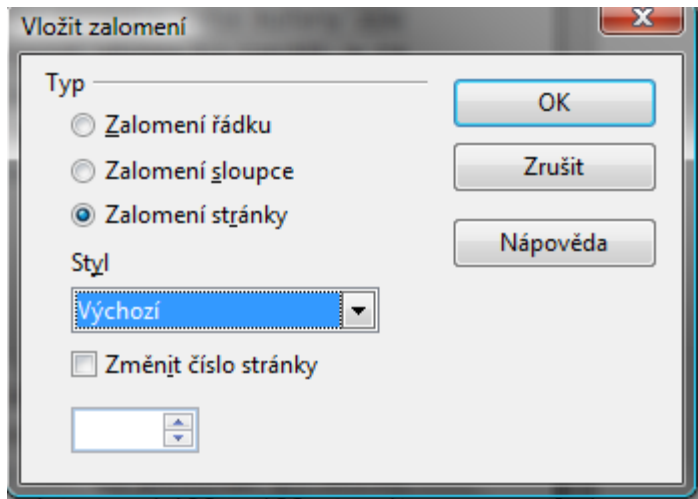 Vložit zalomení
Typ
Zalomení řádku
Zalomení sloupce
Zalomení stránky
Styl
Výchozí
Změnit číslo stránky
OK
Zrušit
Nápověda